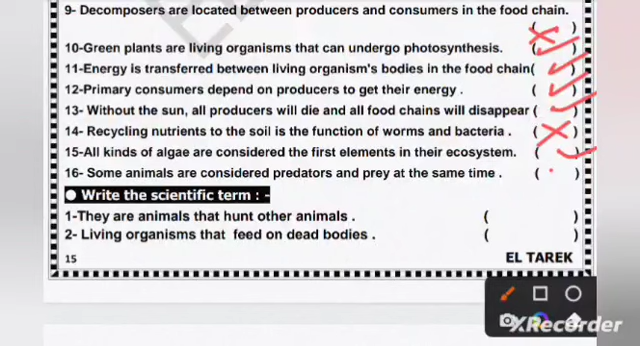 9- Decomposers are located between producers and consumers in the food chain.
( )
10-Green plants are living organisms that can undergo photosynthesis. ( )
11-Energy is transferred between living organism's bodies in the food chain( )
12-Primary consumers depend on producers to get their energy . ( )
13- Without the sun, all producers will die and all food chains will disappear ( )
14- Recycling nutrients to the soil is the function of worms and bacteria . ( )
15-All kinds of algae are considered the first elements in their ecosystem. ( )
16- Some animals are considered predators and prey at the same time . ( )
● Write the scientific term : -
1-They are animals that hunt other animals . ( )
2- Living organisms that feed on dead bodies . ( )
15 EL TAREK
XRecorder